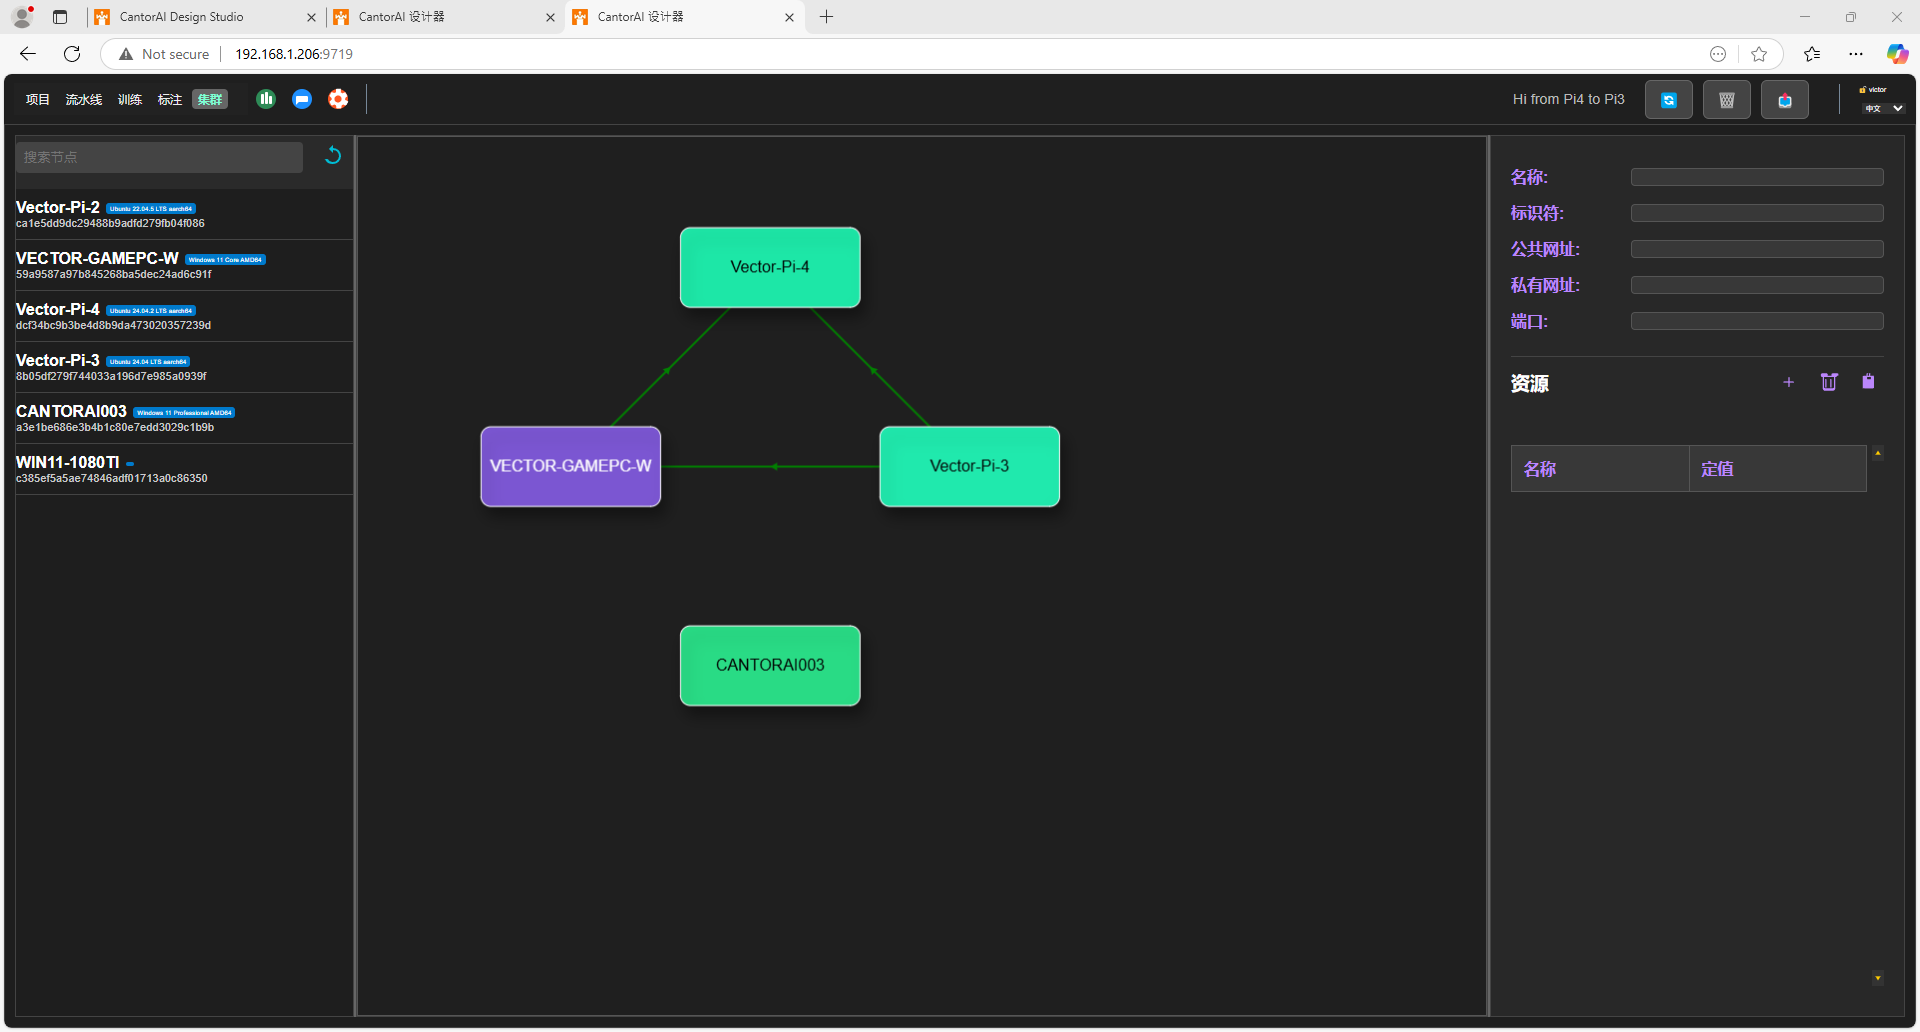 CantorAI Design Studio
CantorAI 设计器
CantorAI 设计器
Not secure
192.168.1.206:9719
项目 流水线 训练 标注 集群
Hi from Pi4 to Pi3
victor
中文
搜索节点
Vector-Pi-2 Ubuntu 22.04.5 LTS aarch64
ca1e5dd9dc29488b9adfd279fb04f086
VECTOR-GAMEPC-W Windows 11 Core AMD64
59a9587a97b845268ba5dec24ad6c91f
Vector-Pi-4 Ubuntu 24.04.2 LTS aarch64
dcf34bc9b3be4d8b9da473020357239d
Vector-Pi-3 Ubuntu 24.04 LTS aarch64
8b05df279f744033a196d7e985a0939f
CANTORAI003 Windows 11 Professional AMD64
a3e1be686e3b4b1c80e7edd3029c1b9b
WIN11-1080TI
c385ef5a5ae74846adf01713a0c86350
Vector-Pi-4
VECTOR-GAMEPC-W
Vector-Pi-3
CANTORAI003
名称:
标识符:
公共网址:
私有网址:
端口:
资源
名称 定值